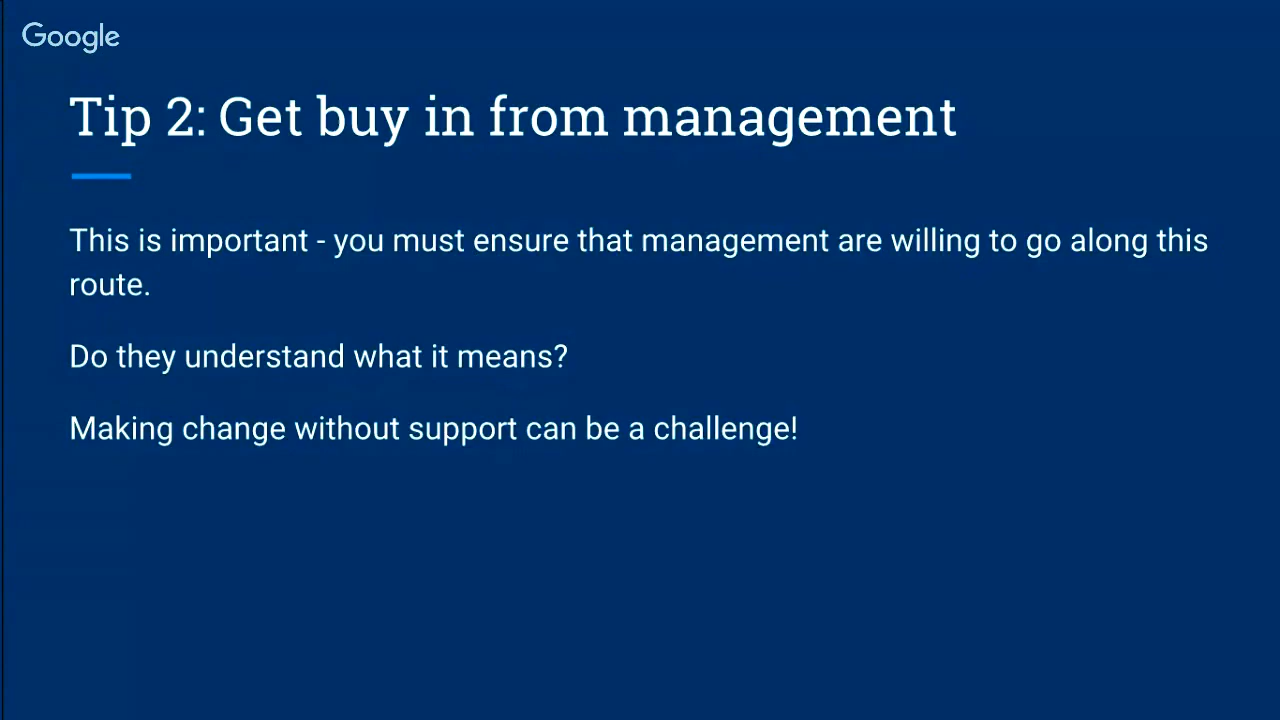 Google
Tip 2: Get buy in from management
This is important - you must ensure that management are willing to go along this
route.
Do they understand what it means?
Making change without support can be a challenge!